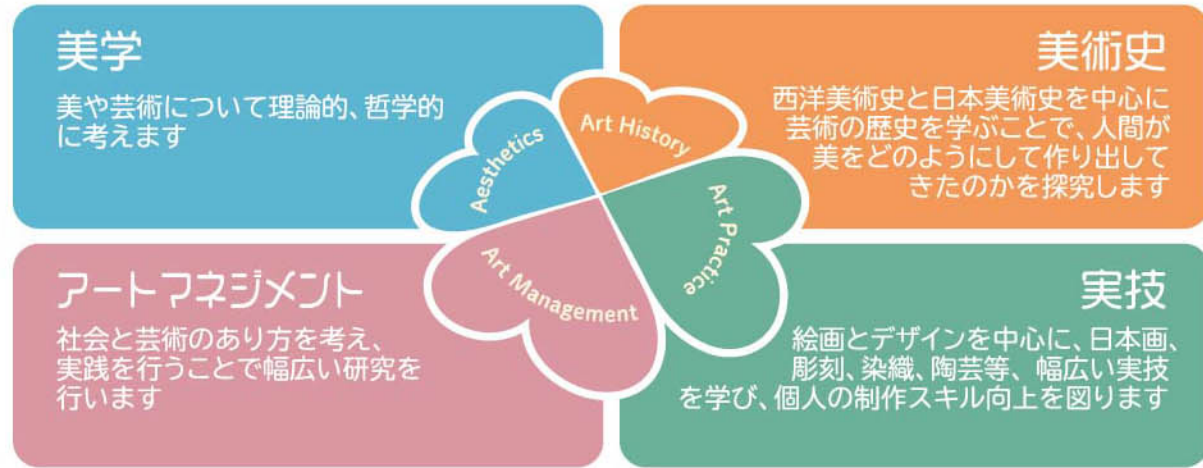 美学
美や芸術について理論的、哲学的
に考えます
美術史
西洋美術史と日本美術史を中心に
芸術の歴史を学ぶことで、人間が
美をどのようにして作り出して
きたのかを探究します
Aesthetics
Art History
Art Practice
Art Management
アートマネジメント
社会と芸術のあり方を考え、
実践を行うことで幅広い研究を
行います
実技
絵画とデザインを中心に、日本画、
彫刻、染織、陶芸等、幅広い実技
を学び、個人の制作スキル向上を図ります